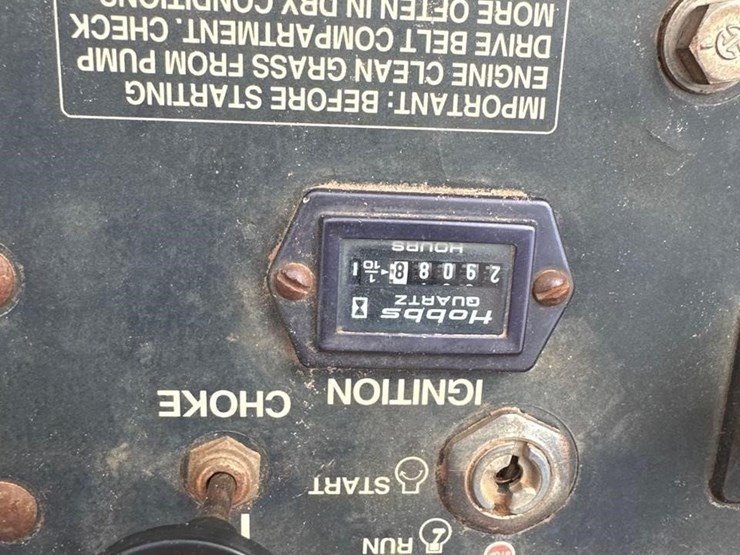 RUN
START
IGNITION CHOKE
Hobbs
QUARTZ
29088 1/10
HOURS
IMPORTANT: BEFORE STARTING
ENGINE CLEAN GRASS FROM PUMP
DRIVE BELT COMPARTMENT. CHECK
MORE OFTEN IN DRY CONDITIONS.